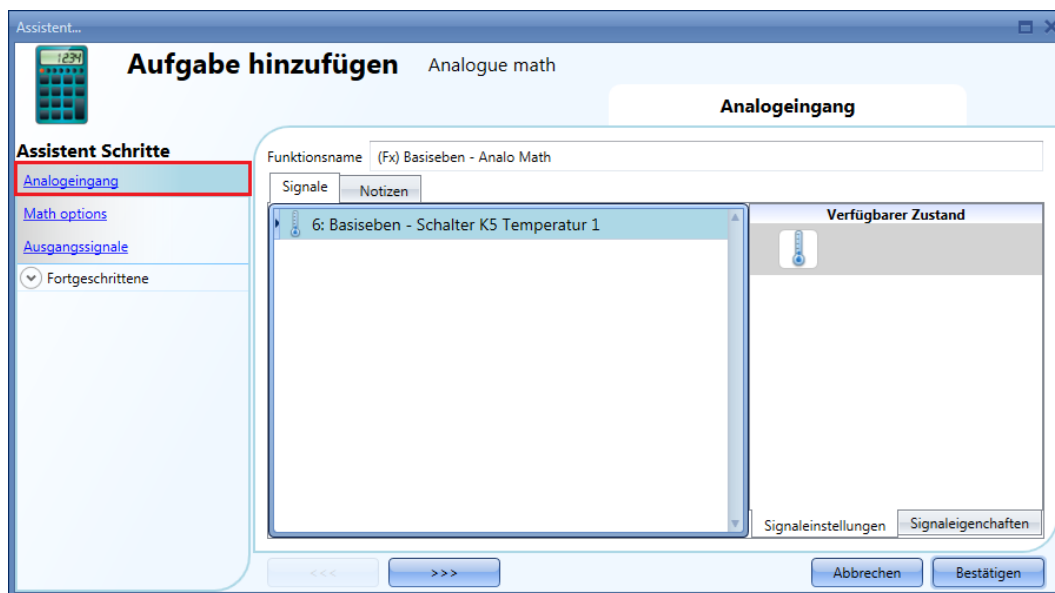 Assistent...
1234
Aufgabe hinzufügen Analogue math
Analogeingang
Assistent Schritte
Analogeingang
Math options
Ausgangssignale
Fortgeschrittene
Funktionsname (Fx) Basiseben - Analo Math
Signale Notizen
6: Basiseben - Schalter K5 Temperatur 1
Verfügbarer Zustand
Signaleinstellungen Signaleigenchaften
<<< >>> Abbrechen Bestätigen